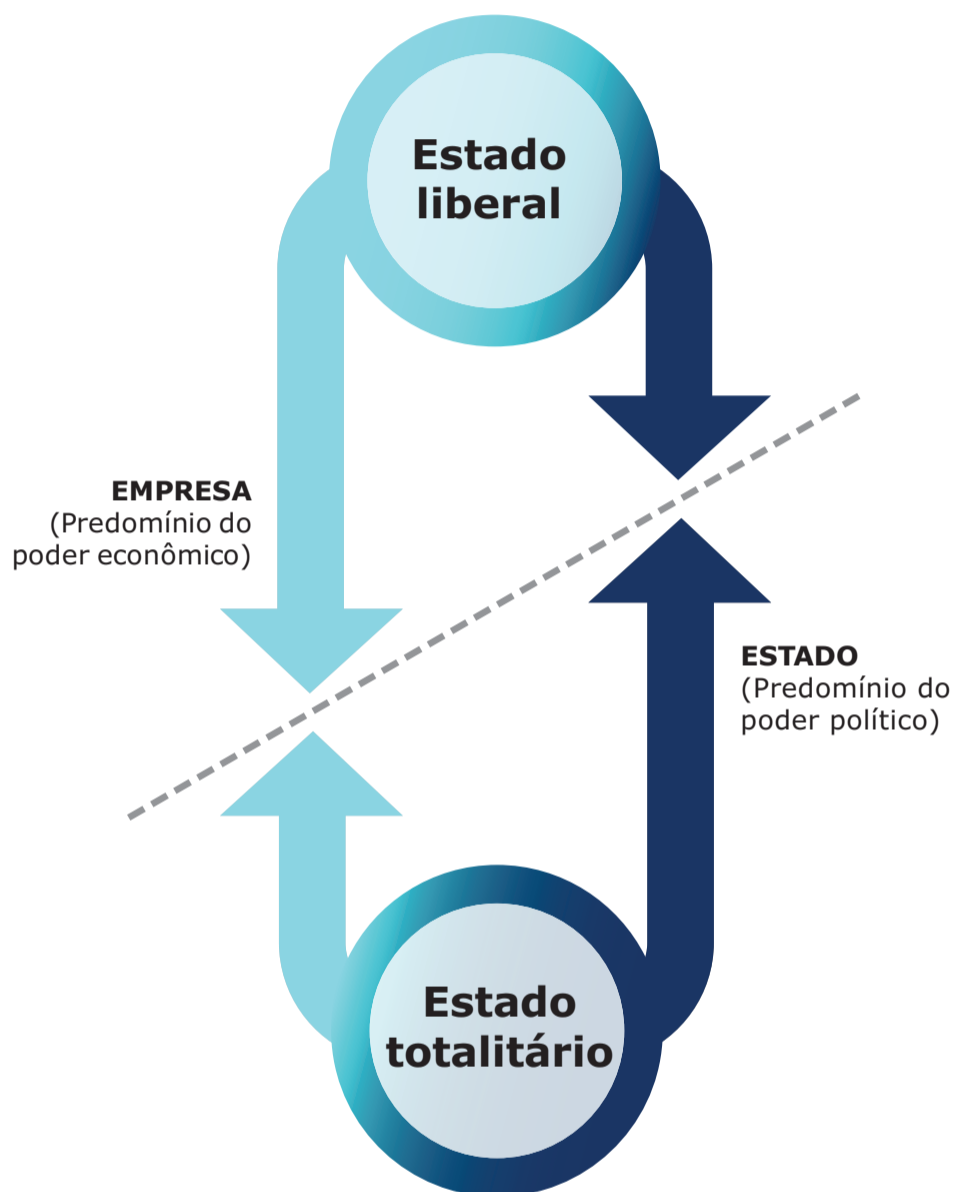 Estado
liberal
EMPRESA
(Predomínio do
poder econômico)
ESTADO
(Predomínio do
poder político)
Estado
totalitário